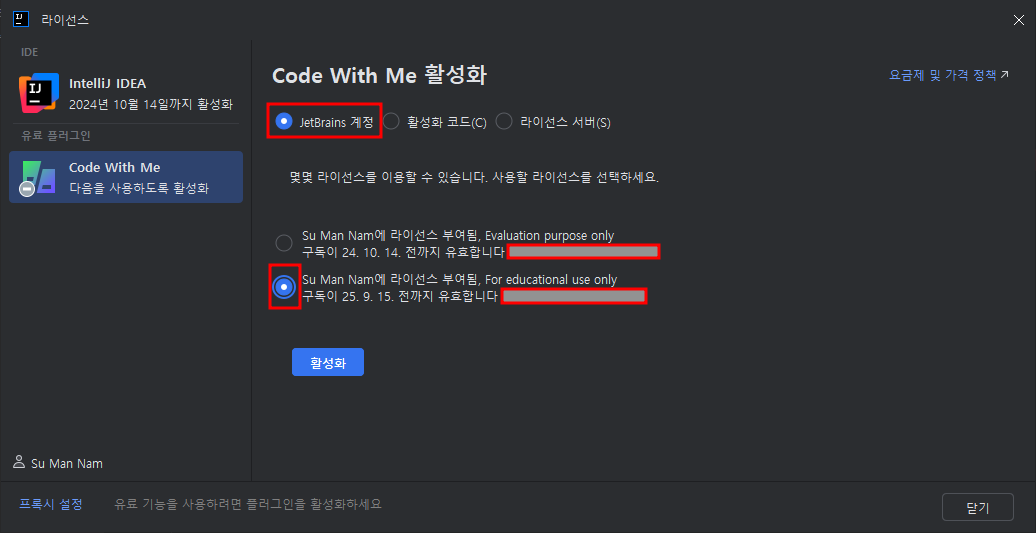 라이선스
IDE
IJ
IntelliJ IDEA
2024년 10월 14일까지 활성화
유료 플러그인
Code With Me
다음을 사용하도록 활성화
Su Man Nam
Code With Me 활성화
요금제 및 가격 정책
JetBrains 계정 활성화 코드(C) 라이선스 서버(S)
몇몇 라이선스를 이용할 수 있습니다. 사용할 라이선스를 선택하세요.
Su Man Nam에 라이선스 부여됨, Evaluation purpose only
구독이 24. 10. 14. 전까지 유효합니다
Su Man Nam에 라이선스 부여됨, For educational use only
구독이 25. 9. 15. 전까지 유효합니다
활성화
프록시 설정 유료 기능을 사용하려면 플러그인을 활성화하세요
닫기